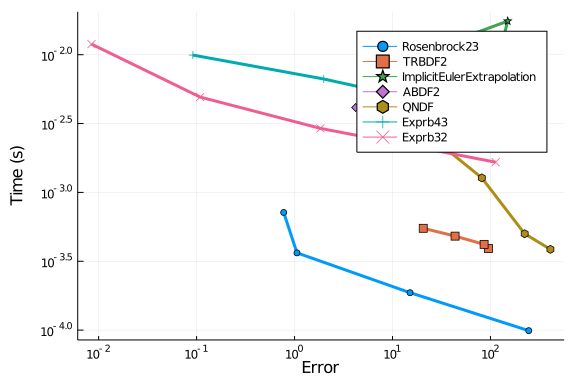 Rosenbrock23
TRBDF2
ImplicitEulerExtrapolation
ABDF2
QNDF
Exprb43
Exprb32
Time (s)
10^-2.0
10^-2.5
10^-3.0
10^-3.5
10^-4.0
10^-2 10^-1 10^0 10^1 10^2
Error